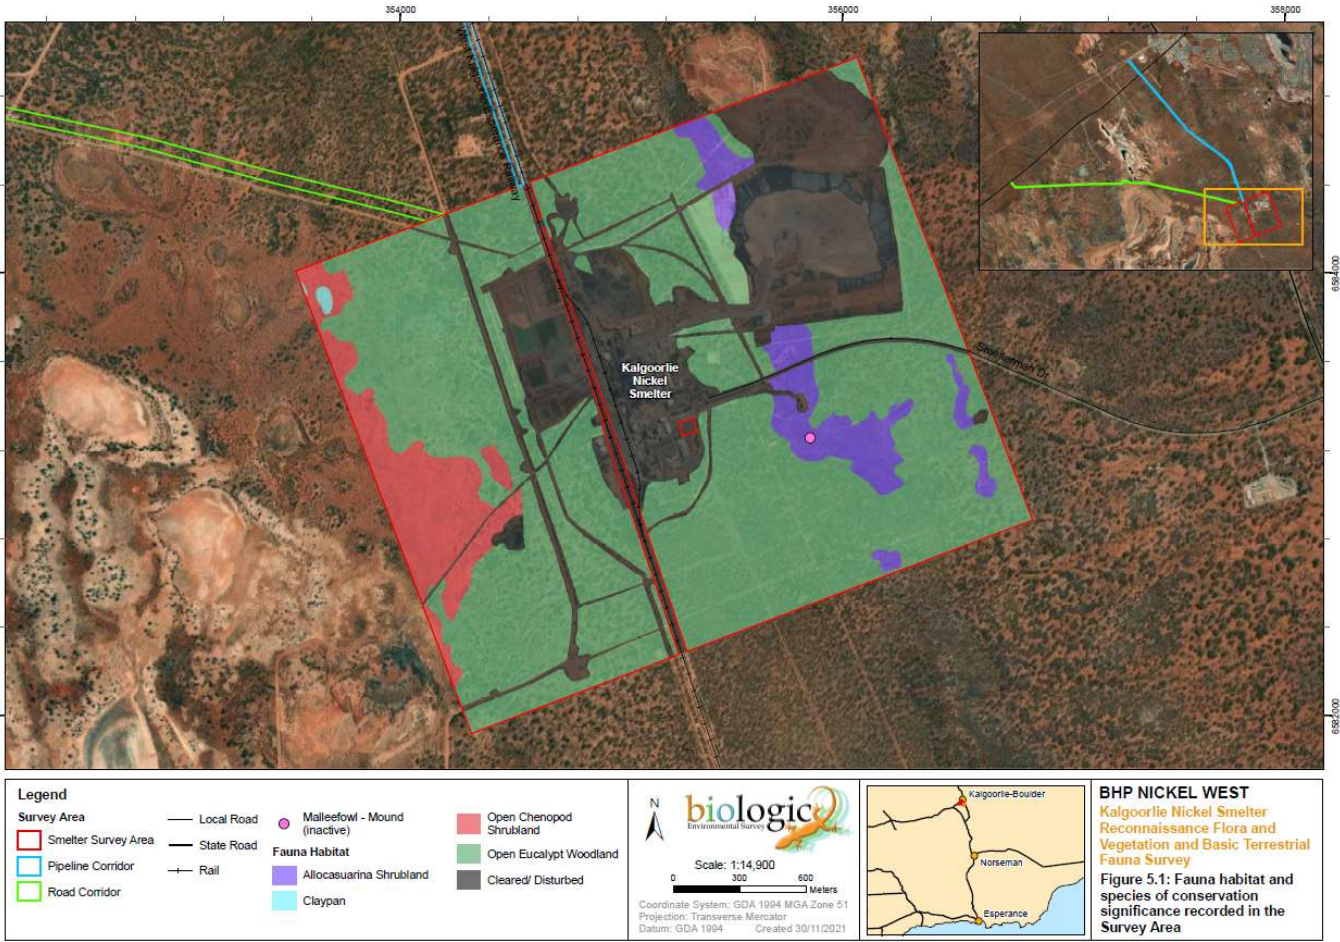 354000
356000
358000
6584000
6582000
Smelterman Dr
Kalgoorlie
Nickel
Smelter
Legend
Survey Area
Smelter Survey Area
Pipeline Corridor
Road Corridor
Local Road
State Road
Rail
Malleefowl - Mound
(inactive)
Fauna Habitat
Allocasuarina Shrubland
Claypan
Open Chenopod
Shrubland
Open Eucalypt Woodland
Cleared/ Disturbed
N
biologic
Environmental Survey
Scale: 1:14,900
0 300 600
Meters
Coordinate System: GDA 1994 MGA Zone 51
Projection: Transverse Mercator
Datum: GDA 1994 Created 30/11/2021
Kalgoorlie-Boulder
Norseman
Esperance
BHP NICKEL WEST
Kalgoorlie Nickel Smelter
Reconnaissance Flora and
Vegetation and Basic Terrestrial
Fauna Survey
Figure 5.1: Fauna habitat and
species of conservation
significance recorded in the
Survey Area